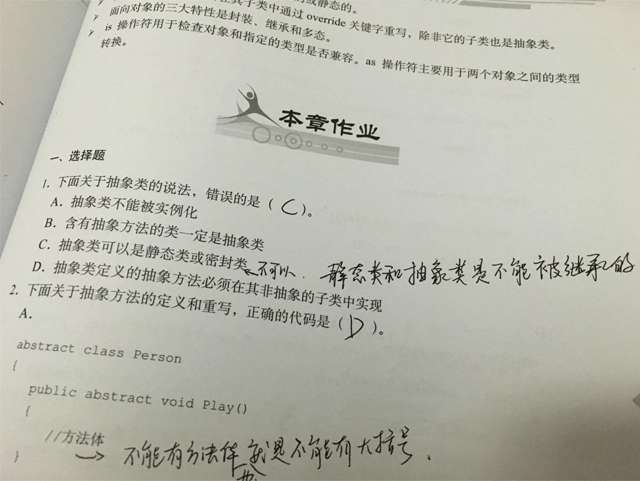 在其子类中通过override关键字重写，除非它的子类也是抽象类。
面向对象的三大特性是封装、继承和多态。
is 操作符用于检查对象和指定的类型是否兼容。as 操作符主要用于两个对象之间的类型
转换。
本章作业
一、选择题
1. 下面关于抽象类的说法，错误的是（C）。
A．抽象类不能被实例化
B．含有抽象方法的类一定是抽象类
C．抽象类可以是静态类或密封类 不可以． 静态类和抽象类是不能被继承的
D．抽象类定义的抽象方法必须在其非抽象的子类中实现
2. 下面关于抽象方法的定义和重写，正确的代码是（D）。
A．
abstract class Person
{
public abstract void Play()
{
//方法体
} → 不能有方法体 就是不能有大括号．